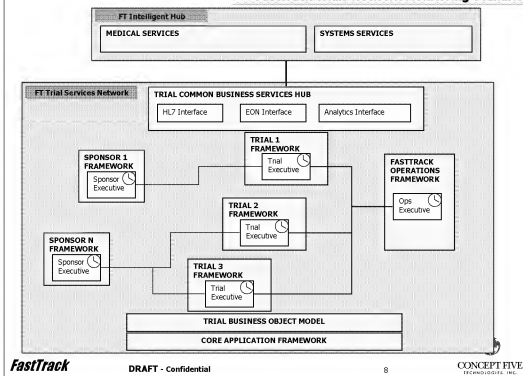 FT Intelligent Hub
MEDICAL SERVICES
SYSTEMS SERVICES
FT Trial Services Network
TRIAL COMMON BUSINESS SERVICES HUB
HL7 Interface
EON Interface
Analytics Interface
TRIAL 1
FRAMEWORK
Trial
Executive
SPONSOR 1
FRAMEWORK
Sponsor
Executive
FASTTRACK
OPERATIONS
FRAMEWORK
Ops
Executive
TRIAL 2
FRAMEWORK
Trial
Executive
SPONSOR N
FRAMEWORK
Sponsor
Executive
TRIAL 3
FRAMEWORK
Trial
Executive
TRIAL BUSINESS OBJECT MODEL
CORE APPLICATION FRAMEWORK
FastTrack
DRAFT - Confidential
8
CONCEPT FIVE
TECHNOLOGIES, INC.